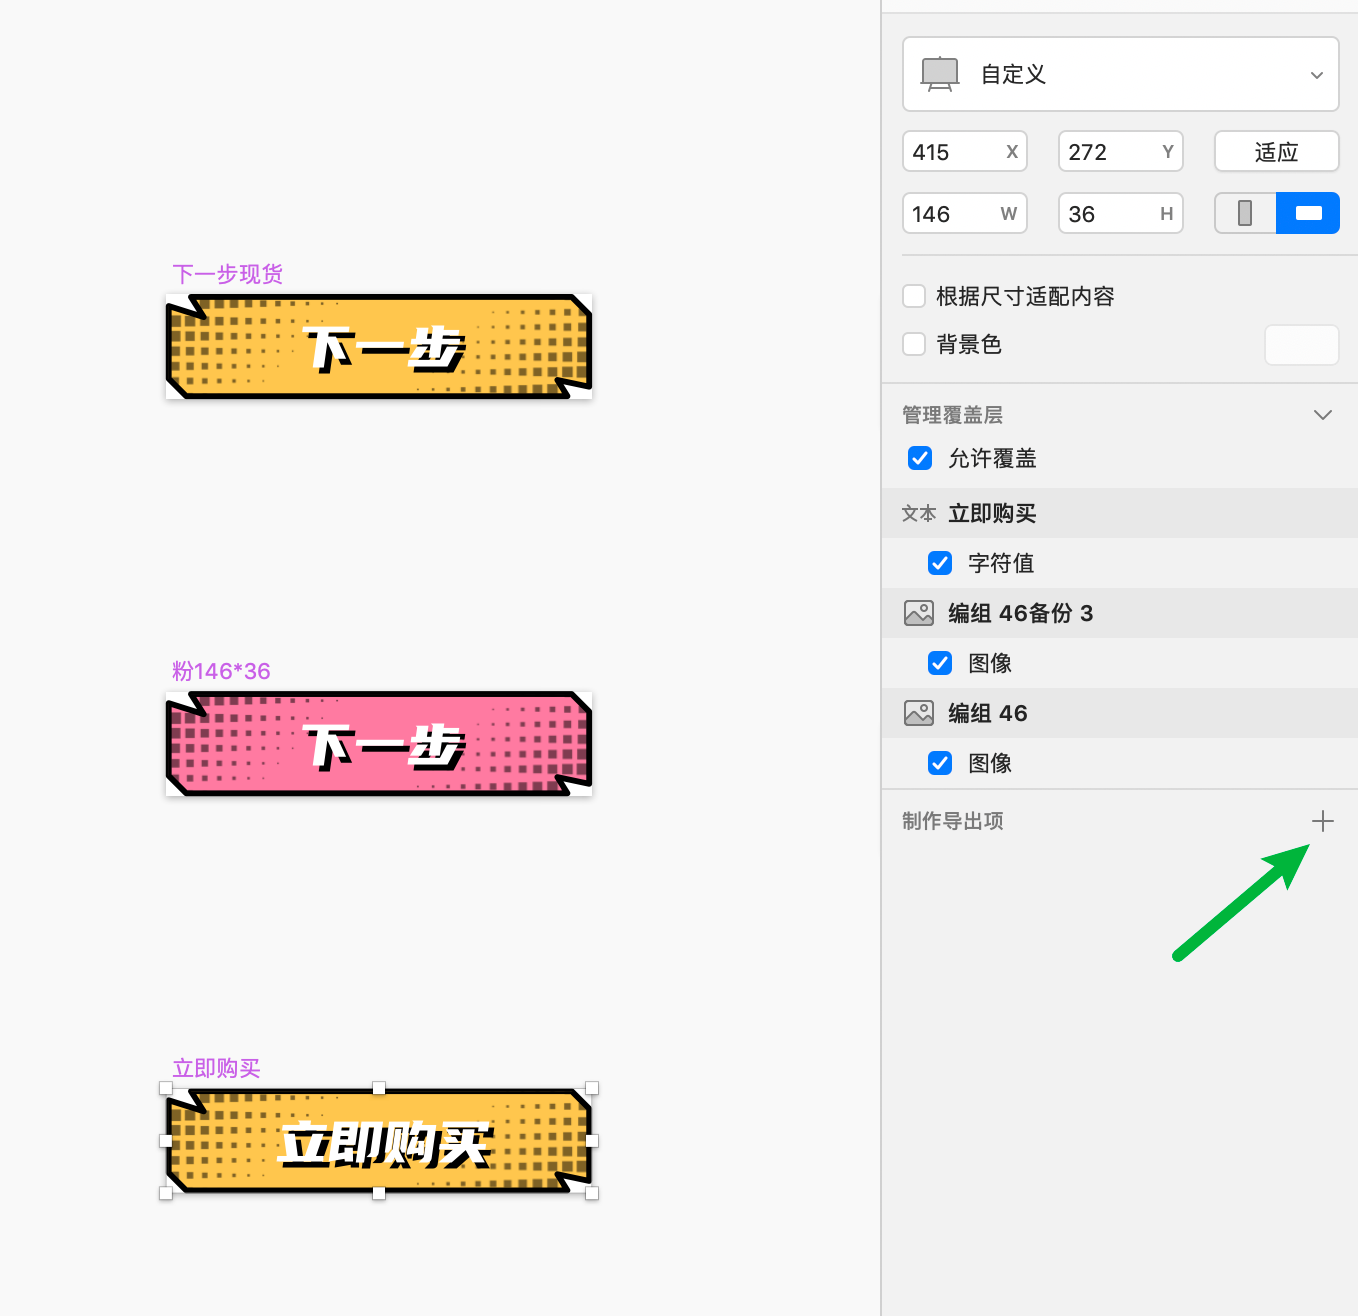 下一步现货
下一步
粉146*36
下一步
立即购买
立即购买
自定义
415 X 272 Y 适应
146 W 36 H
根据尺寸适配内容
背景色
管理覆盖层
允许覆盖
文本 立即购买
字符值
编组 46备份 3
图像
编组 46
图像
制作导出项